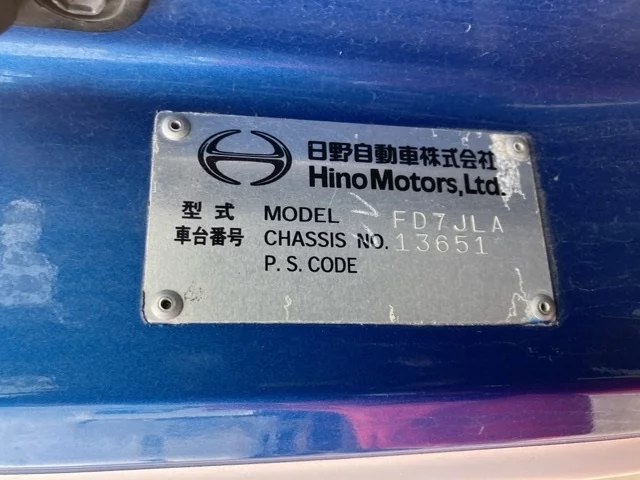 日野自動車株式会社
Hino Motors, Ltd.
型式 MODEL FD7JLA
車台番号 CHASSIS NO. 13651
P. S. CODE